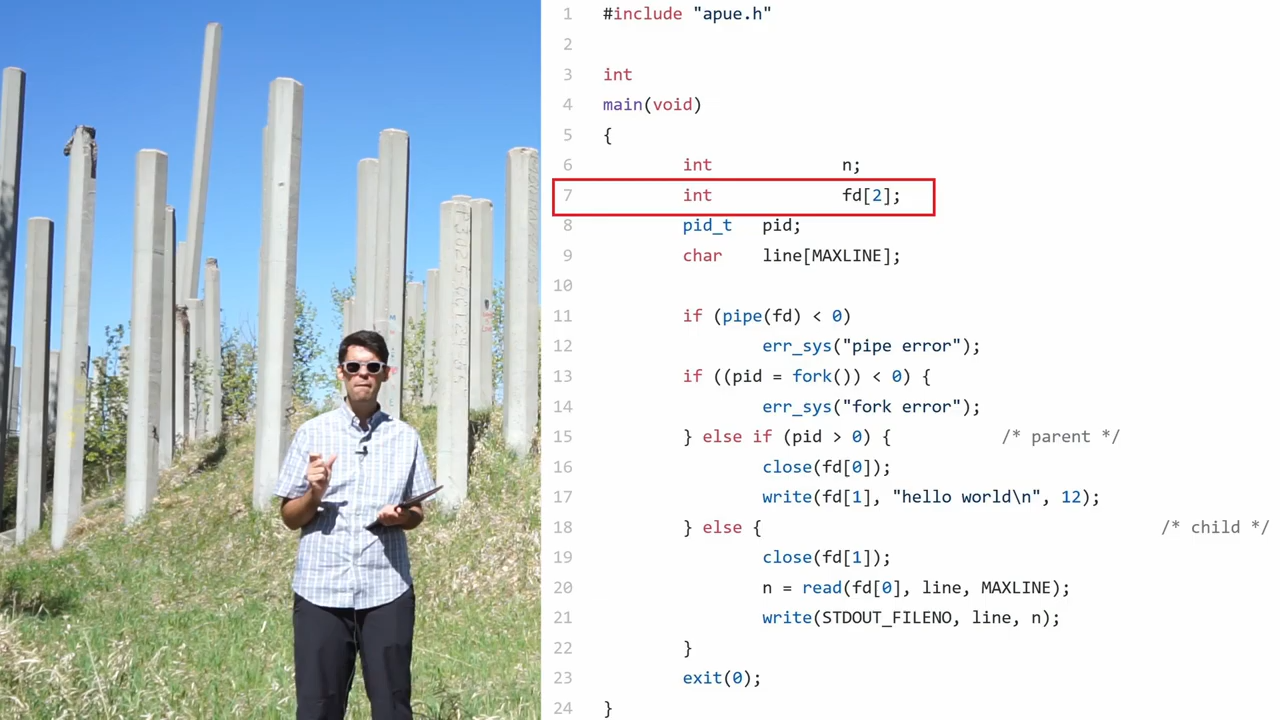 1 #include "apue.h"
2
3 int
4 main(void)
5 {
6 int n;
7 int fd[2];
8 pid_t pid;
9 char line[MAXLINE];
10
11 if (pipe(fd) < 0)
12 err_sys("pipe error");
13 if ((pid = fork()) < 0) {
14 err_sys("fork error");
15 } else if (pid > 0) { /* parent */
16 close(fd[0]);
17 write(fd[1], "hello world\n", 12);
18 } else { /* child */
19 close(fd[1]);
20 n = read(fd[0], line, MAXLINE);
21 write(STDOUT_FILENO, line, n);
22 }
23 exit(0);
24 }